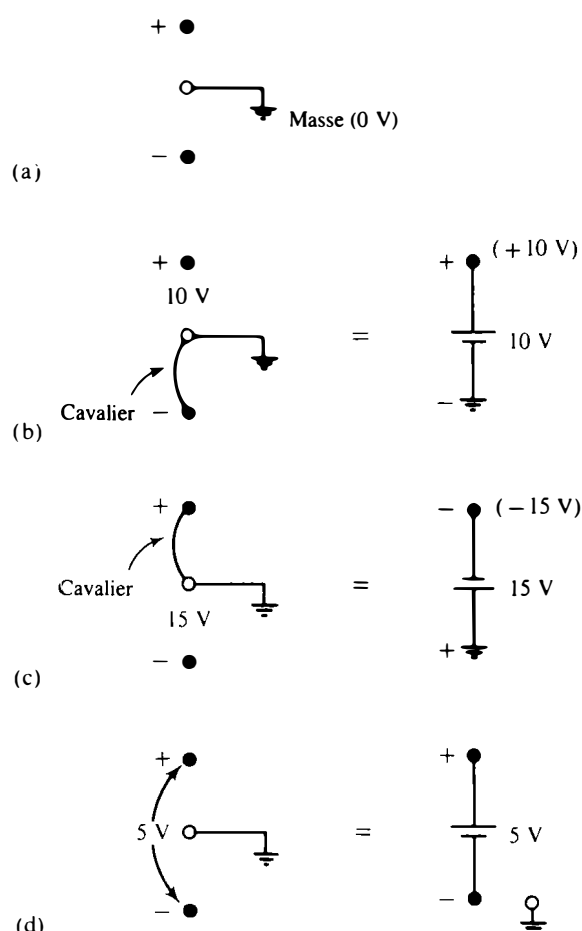 +
Masse (0 V)
−
(a)
+
10 V
Cavalier
−
(b)
=
+
(+10 V)
10 V
−
+
Cavalier
15 V
−
(c)
=
−
(−15 V)
15 V
+
+
5 V
−
(d)
=
+
5 V
−